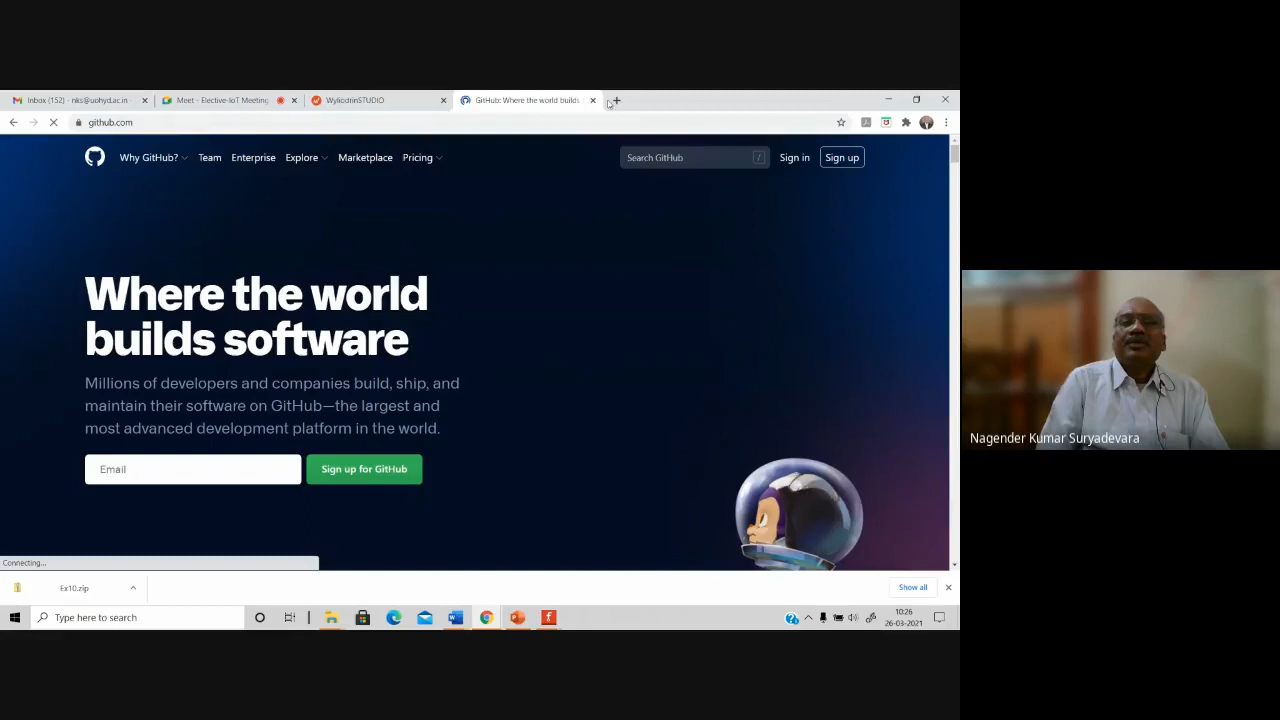 Inbox (152) - nks@uohyd.ac.in -
Meet - Elective-IoT Meeting
WyliodrinSTUDIO
GitHub: Where the world builds
github.com
Why GitHub? Team Enterprise Explore Marketplace Pricing
Search GitHub /
Sign in
Sign up
Where the world
builds software
Millions of developers and companies build, ship, and
maintain their software on GitHub—the largest and
most advanced development platform in the world.
Email
Sign up for GitHub
Nagender Kumar Suryadevara
Connecting...
Ex10.zip
Show all
Type here to search
10:26
26-03-2021